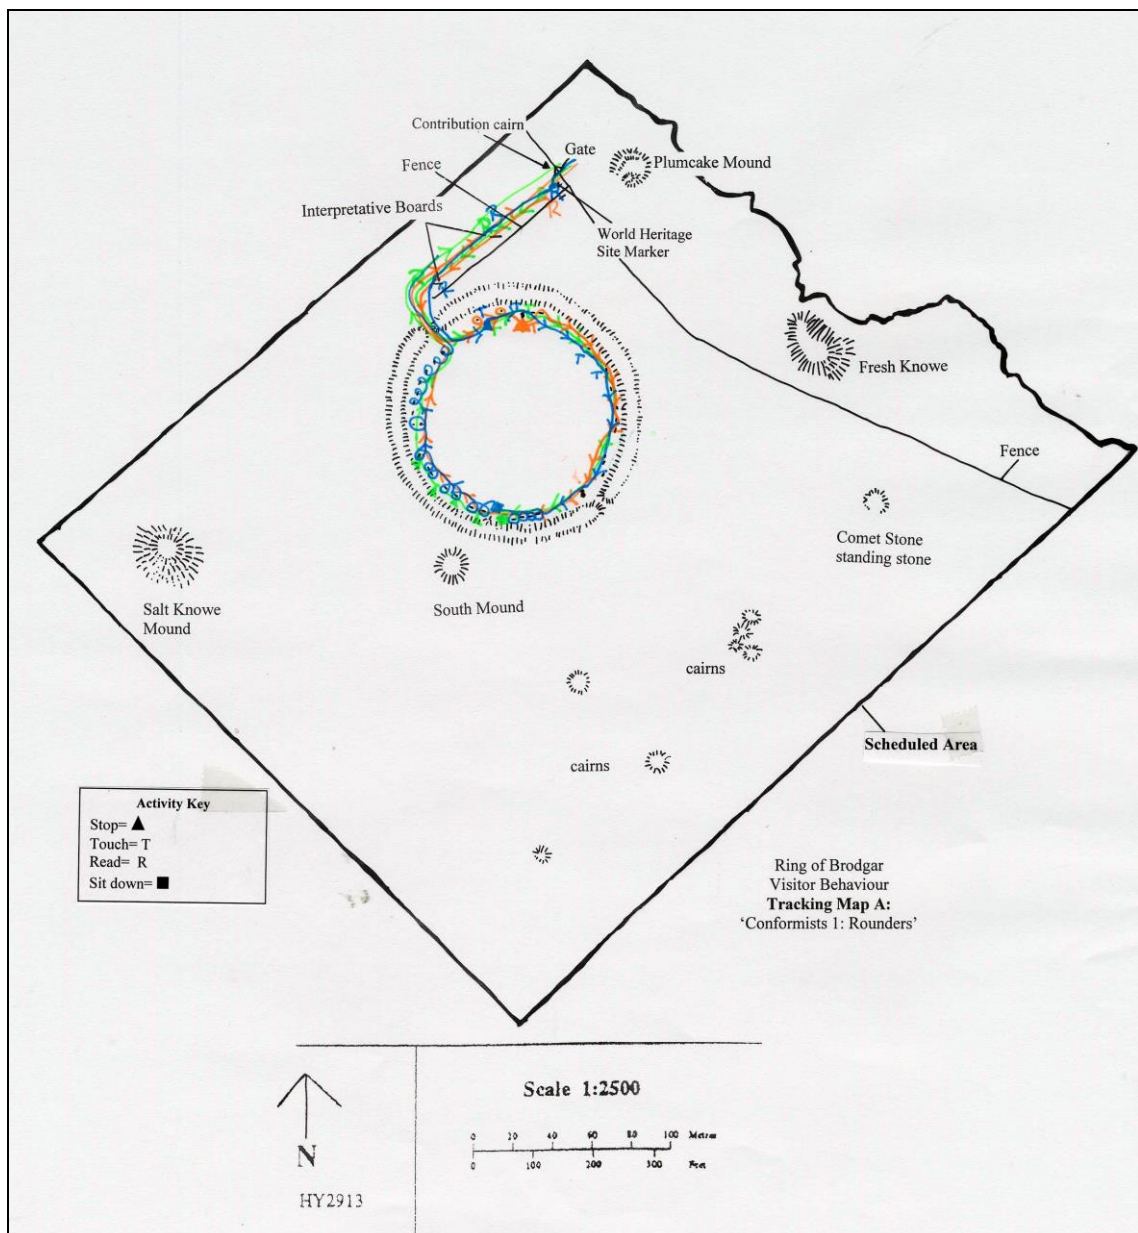 Contribution cairn
Gate
Plumcake Mound
Fence
Interpretative Boards
World Heritage
Site Marker
Fresh Knowe
Fence
Comet Stone
standing stone
Salt Knowe
Mound
South Mound
cairns
Scheduled Area
cairns
Activity Key
Stop= ▲
Touch= T
Read= R
Sit down= ■
Ring of Brodgar
Visitor Behaviour
Tracking Map A:
‘Conformists 1: Rounders’
N
HY2913
Scale 1:2500
0 20 40 60 80 100 Metres
0 100 200 300 Feet